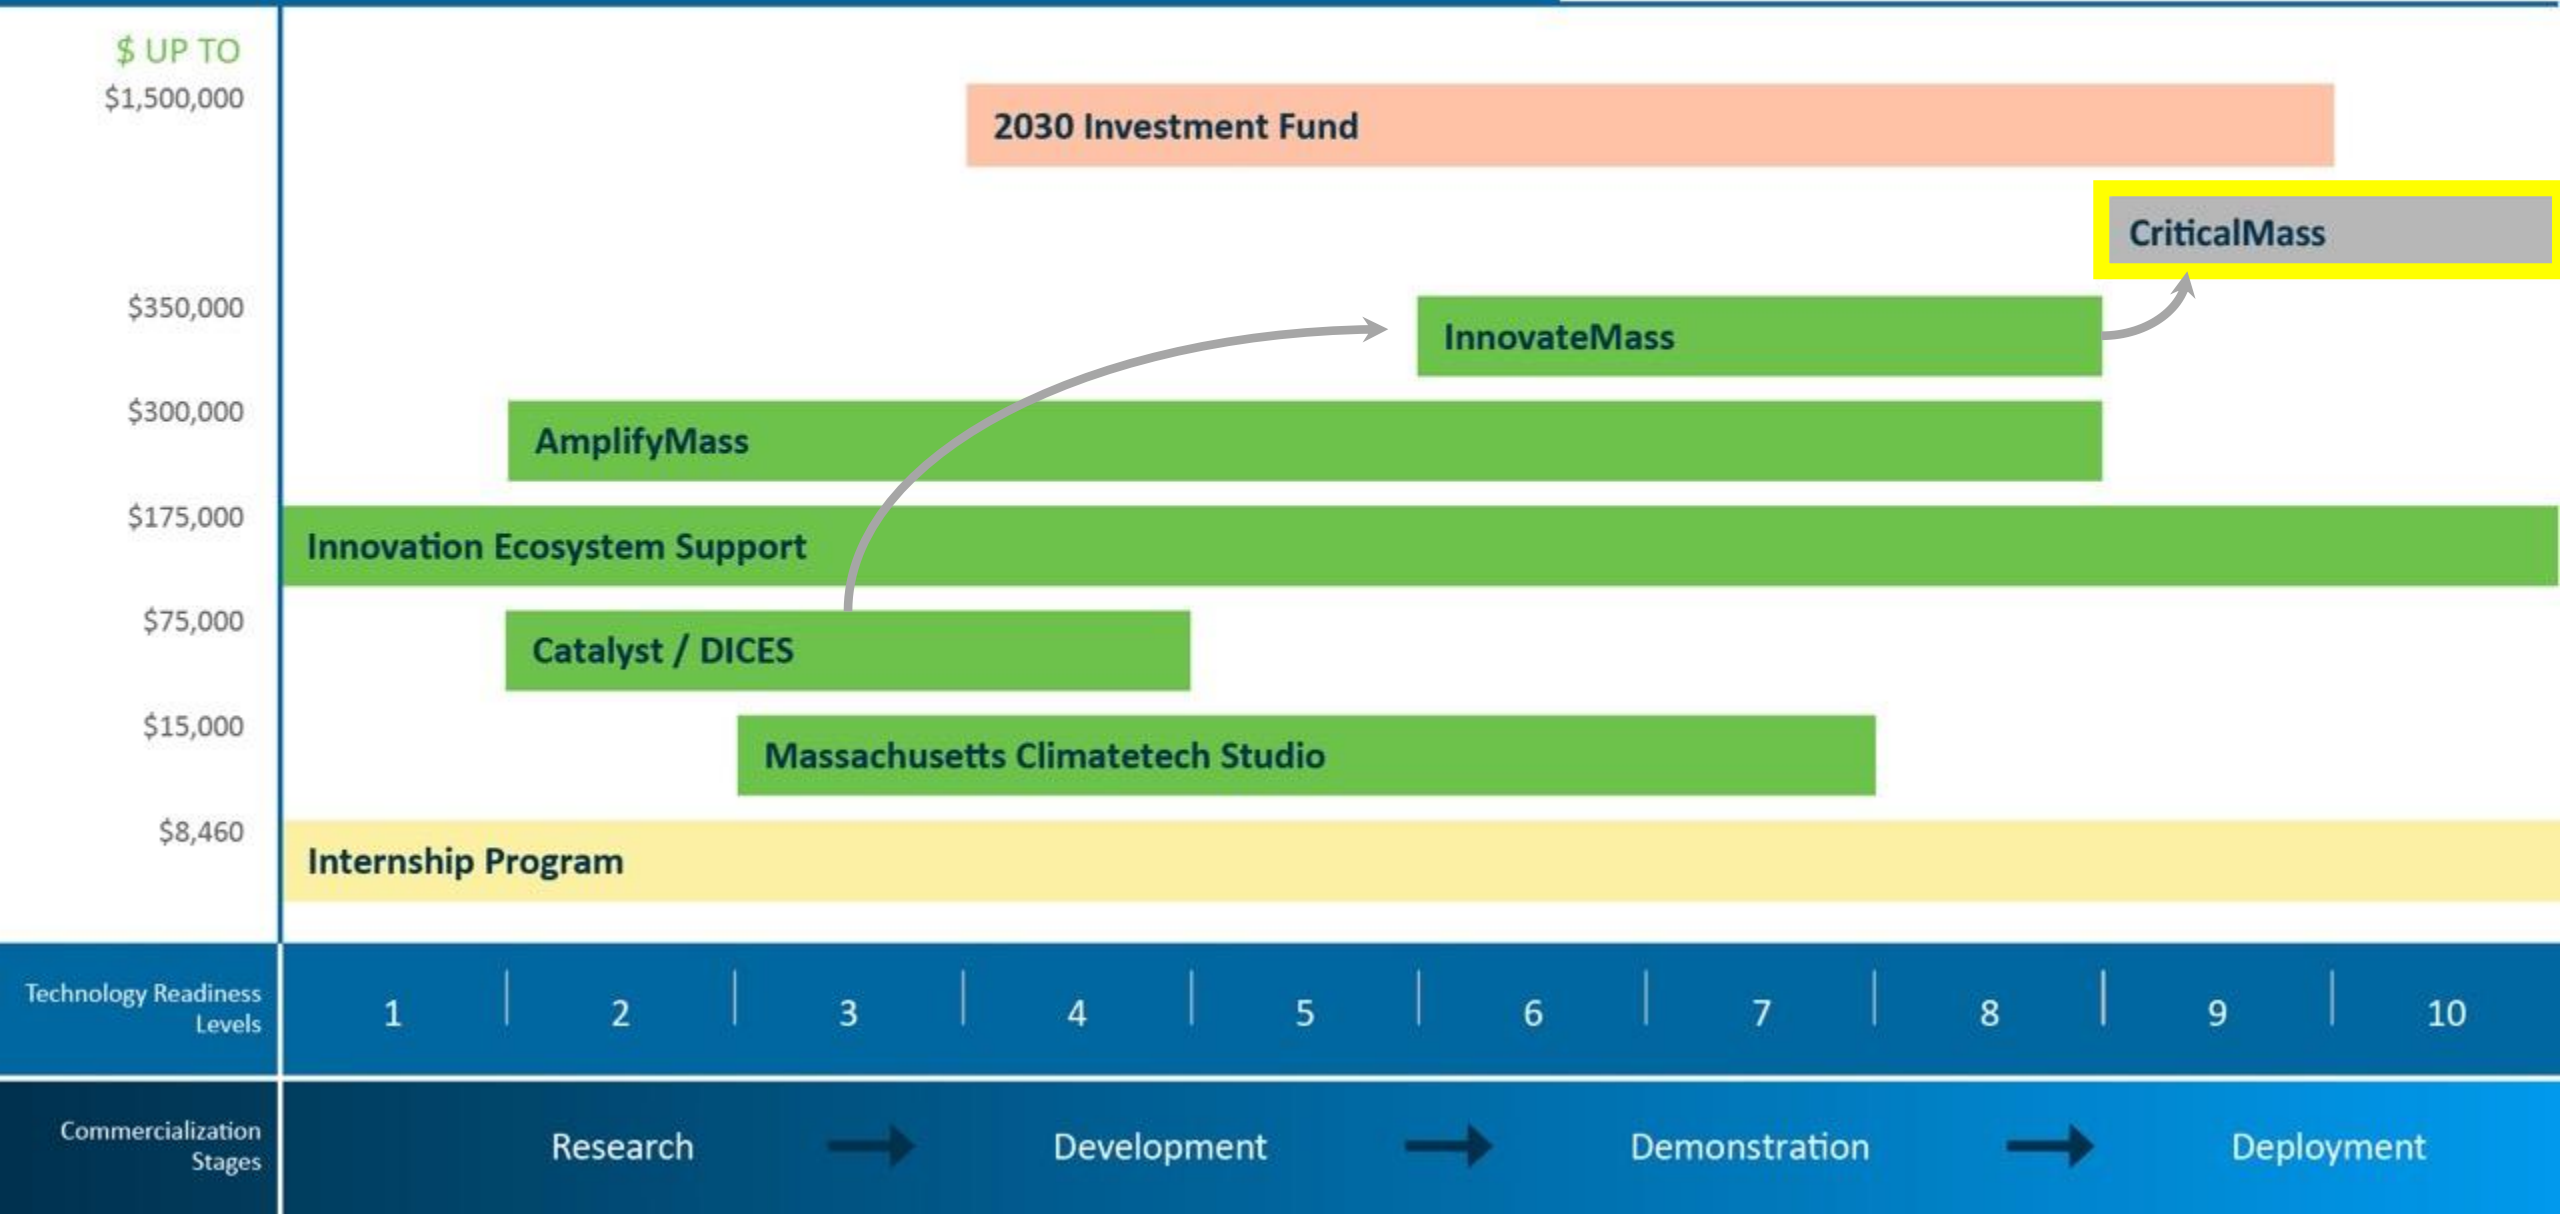 $ UP TO
$1,500,000
2030 Investment Fund
CriticalMass
$350,000
InnovateMass
$300,000
AmplifyMass
$175,000
Innovation Ecosystem Support
$75,000
Catalyst / DICES
$15,000
Massachusetts Climatetech Studio
$8,460
Internship Program
Technology Readiness
Levels
1 2 3 4 5 6 7 8 9 10
Commercialization
Stages
Research Development Demonstration Deployment